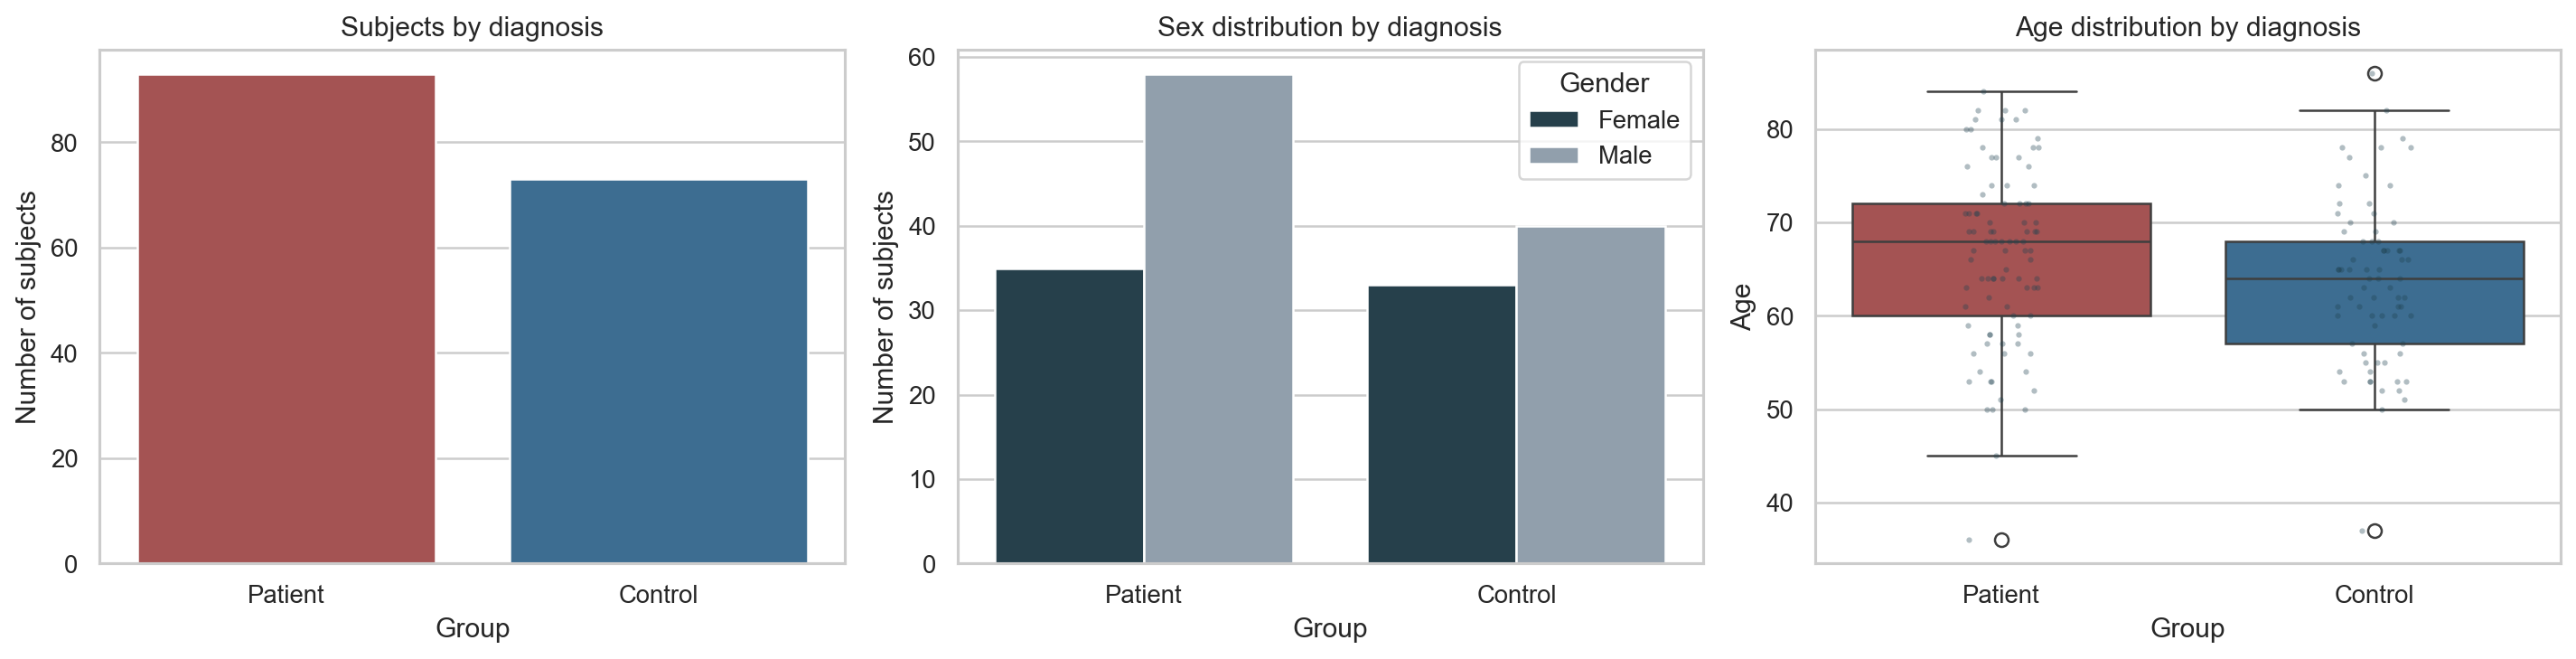 Subjects by diagnosis
Number of subjects
80
60
40
20
0
Patient Control
Group
Sex distribution by diagnosis
Number of subjects
60
50
40
30
20
10
0
Gender
Female
Male
Patient Control
Group
Age distribution by diagnosis
Age
80
70
60
50
40
Patient Control
Group